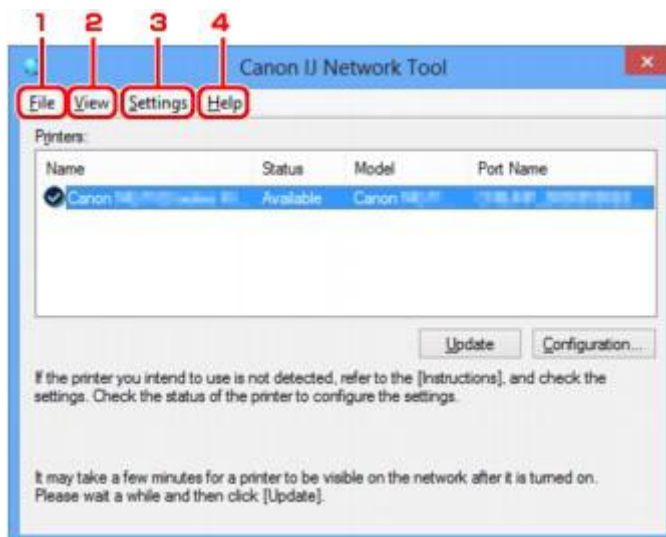 1 2 3 4
Canon IJ Network Tool
File View Settings Help
Printers:
Name Status Model Port Name
Canon Available Canon
Update Configuration...
If the printer you intend to use is not detected, refer to the [Instructions], and check the
settings. Check the status of the printer to configure the settings.
It may take a few minutes for a printer to be visible on the network after it is turned on.
Please wait a while and then click [Update].